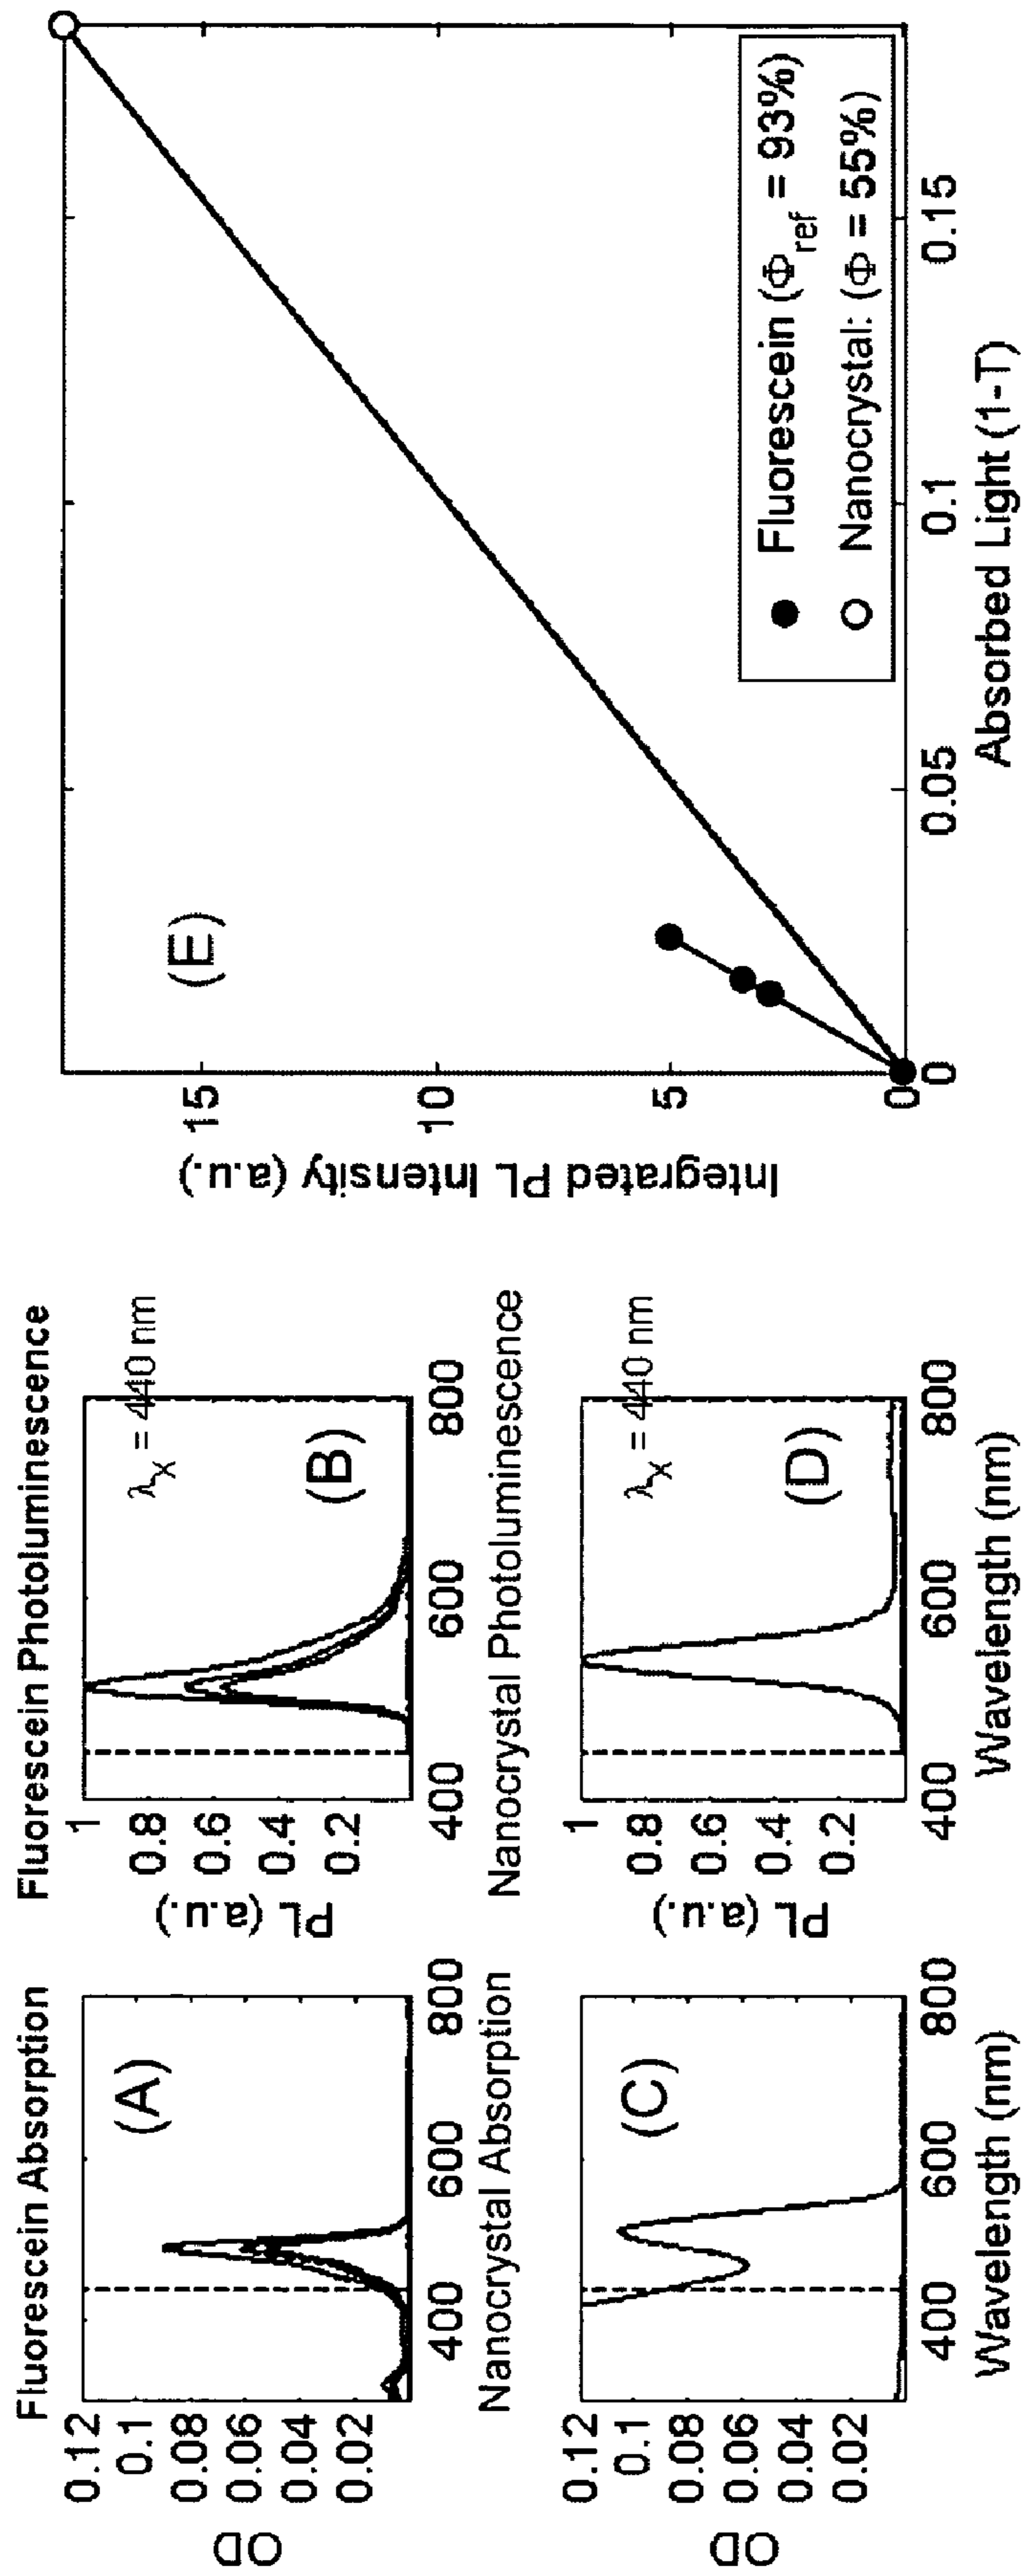 Fluorescein Absorption
OD
0.12
0.1
0.08
0.06
0.04
0.02
(A)
400 600 800
Fluorescein Photoluminescence
PL (a.u.)
1
0.8
0.6
0.4
0.2
λx = 440 nm
(B)
400 600 800
Nanocrystal Absorption
OD
0.12
0.1
0.08
0.06
0.04
0.02
(C)
400 600 800
Wavelength (nm)
Nanocrystal Photoluminescence
PL (a.u.)
1
0.8
0.6
0.4
0.2
λx = 440 nm
(D)
400 600 800
Wavelength (nm)
(E)
Integrated PL Intensity (a.u.)
15
10
5
0
0 0.05 0.1 0.15
Absorbed Light (1-T)
Fluorescein (Φref = 93%)
Nanocrystal: (Φ = 55%)